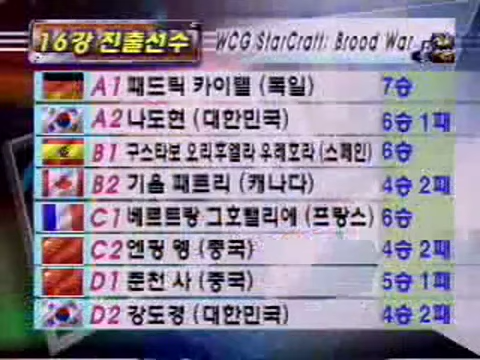 16강 진출선수 WCG StarCraft: Brood War
A1 패드릭 카이텔 (독일) 7승
A2 나도현 (대한민국) 6승 1패
B1 구스타보 오리후엘라 우레호라 (스페인) 6승
B2 기욤 패트리 (캐나다) 4승 2패
C1 베르트랑 그호스펠리에 (프랑스) 6승
C2 엔핑 엥 (중국) 4승 2패
D1 준천 사 (중국) 5승 1패
D2 강도경 (대한민국) 4승 2패